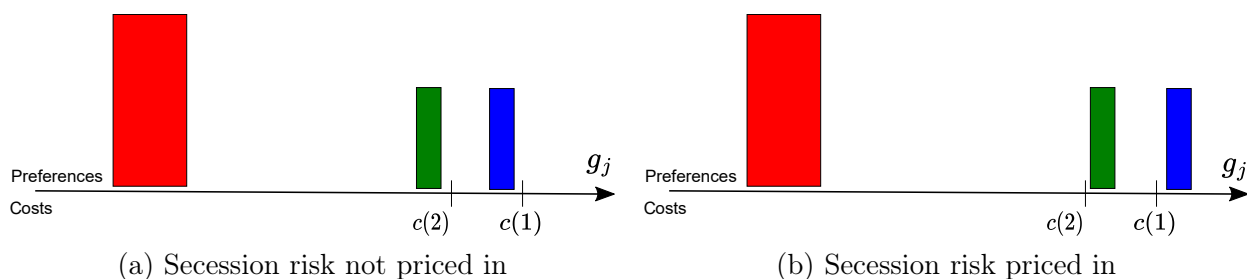 g_j
Preferences
Costs
c(2)
c(1)
(a) Secession risk not priced in
g_j
Preferences
Costs
c(2)
c(1)
(b) Secession risk priced in